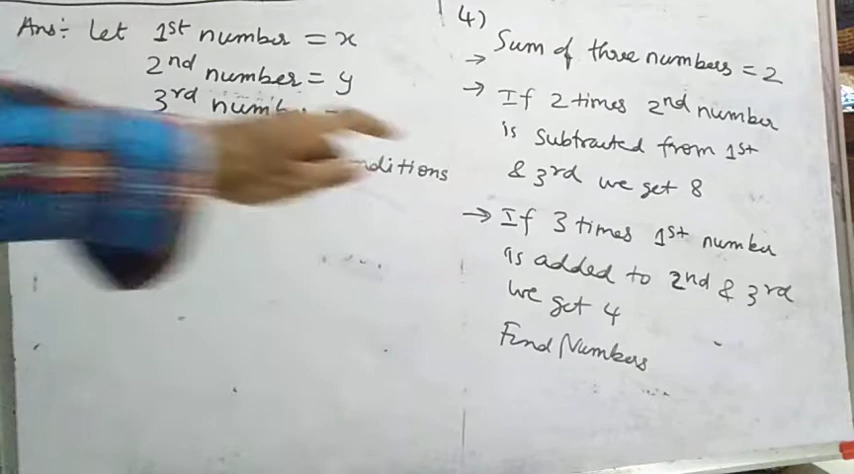 Ans:- Let 1st number = x
2nd number = y
3rd numb
nditions
4)
→ Sum of three numbers = 2
→ If 2 times 2nd number
is subtracted from 1st
& 3rd we get 8
→ If 3 times 1st number
is added to 2nd & 3rd
we get 4
Find Numbers